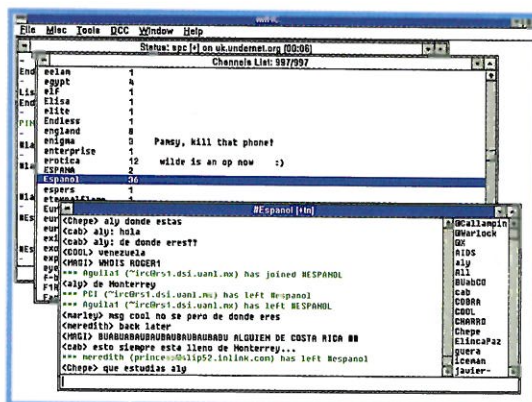 File Misc Tools DCC Window Help
Status: spc [+] on uk.undernet.org [00:06]
Channels List: 997/997
eelam 1
egypt 4
elf 1
Elisa 1
elite 1
Endless 1
england 8
enigma 3 Pansy, kill that phone!
enterprise 1
erotica 12 wilde is an op now :)
ESPANA 2
Espanol 36
espers 1
eternalflame
#Espanol [+tn]
<Chepe> aly donde estas
<cab> aly: hola
<cab> aly: de donde eres??
<COOL> venezuela
<MAGI> WHOIS ROGER1
*** Aguila1 (~irc@rs1.dsi.uanl.mx) has joined #ESPANOL
<aly> de Monterrey
*** PCI (~irc@rs1.dsi.uanl.mx) has left #Espanol
*** Aguila1 (~irc@rs1.dsi.uanl.mx) has left #ESPANOL
<marley> msg cool no se pero de donde eres
<meredith> back later
<MAGI> BUABUABUABUABUABUABUABU ALGUIEN DE COSTA RICA
<cab> esto siempre esta lleno de Monterrey...
*** meredith has left #espanol
<Chepe> que estudias aly
@Callampin
@Warlock
@X
AIDS
aly
All
BUabCO
cab
COBRA
COOL
CHARRO
Chepe
ElincaPaz
guera
iceman
javier-